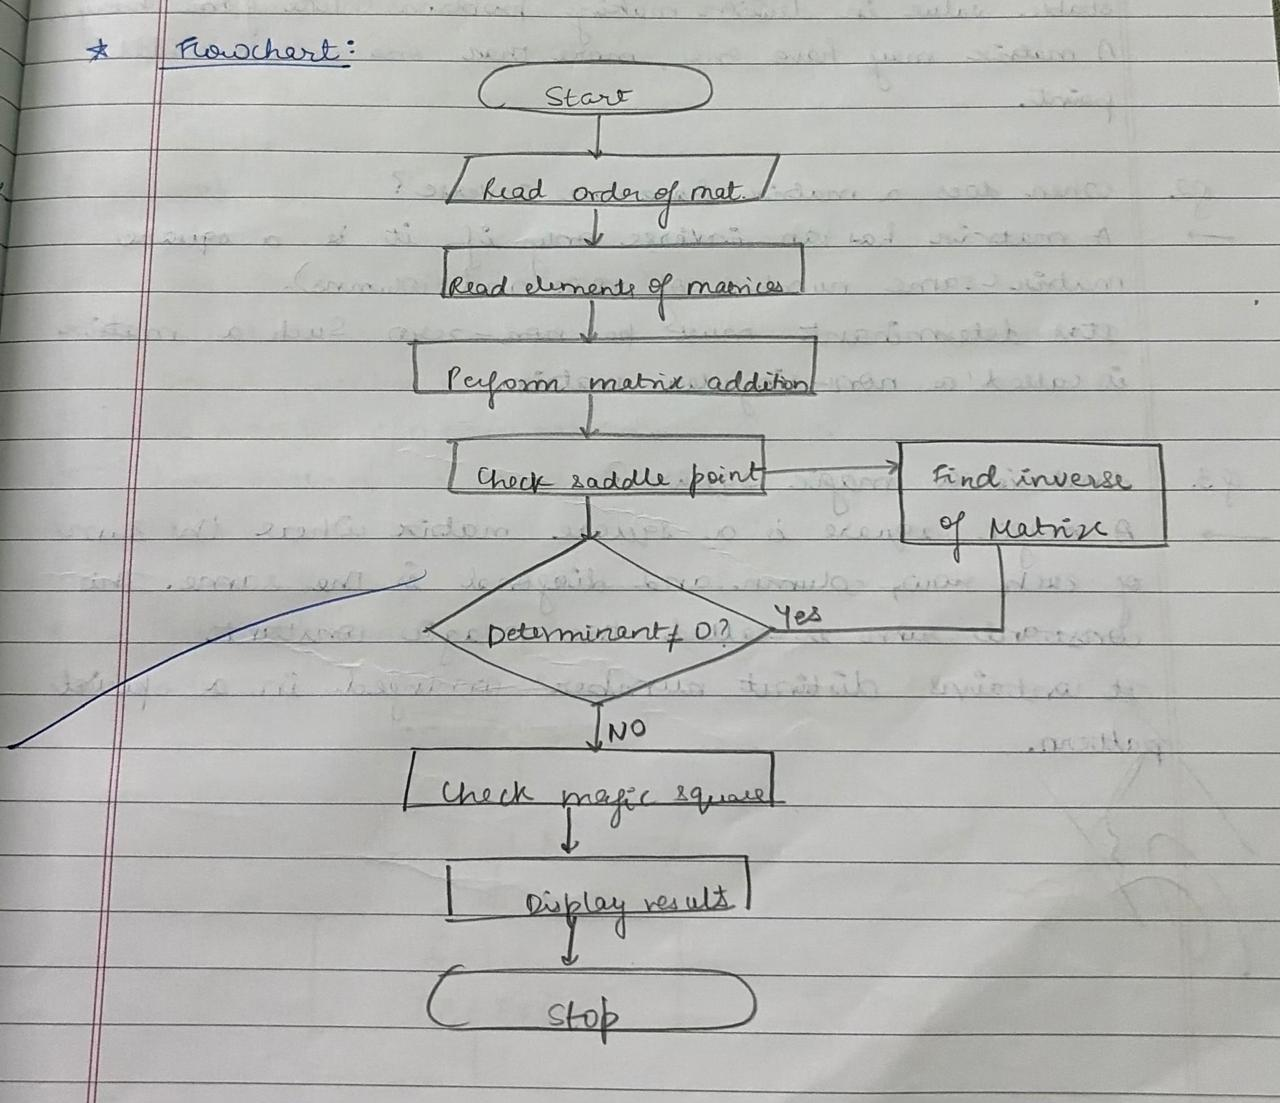 * Flowchart:
Start
Read order of mat.
Read elements of matrices
Perform matrix addition
Check saddle point
Find inverse
of Matrix
Determinant ≠ 0?
Yes
NO
Check magic square
Display result
Stop